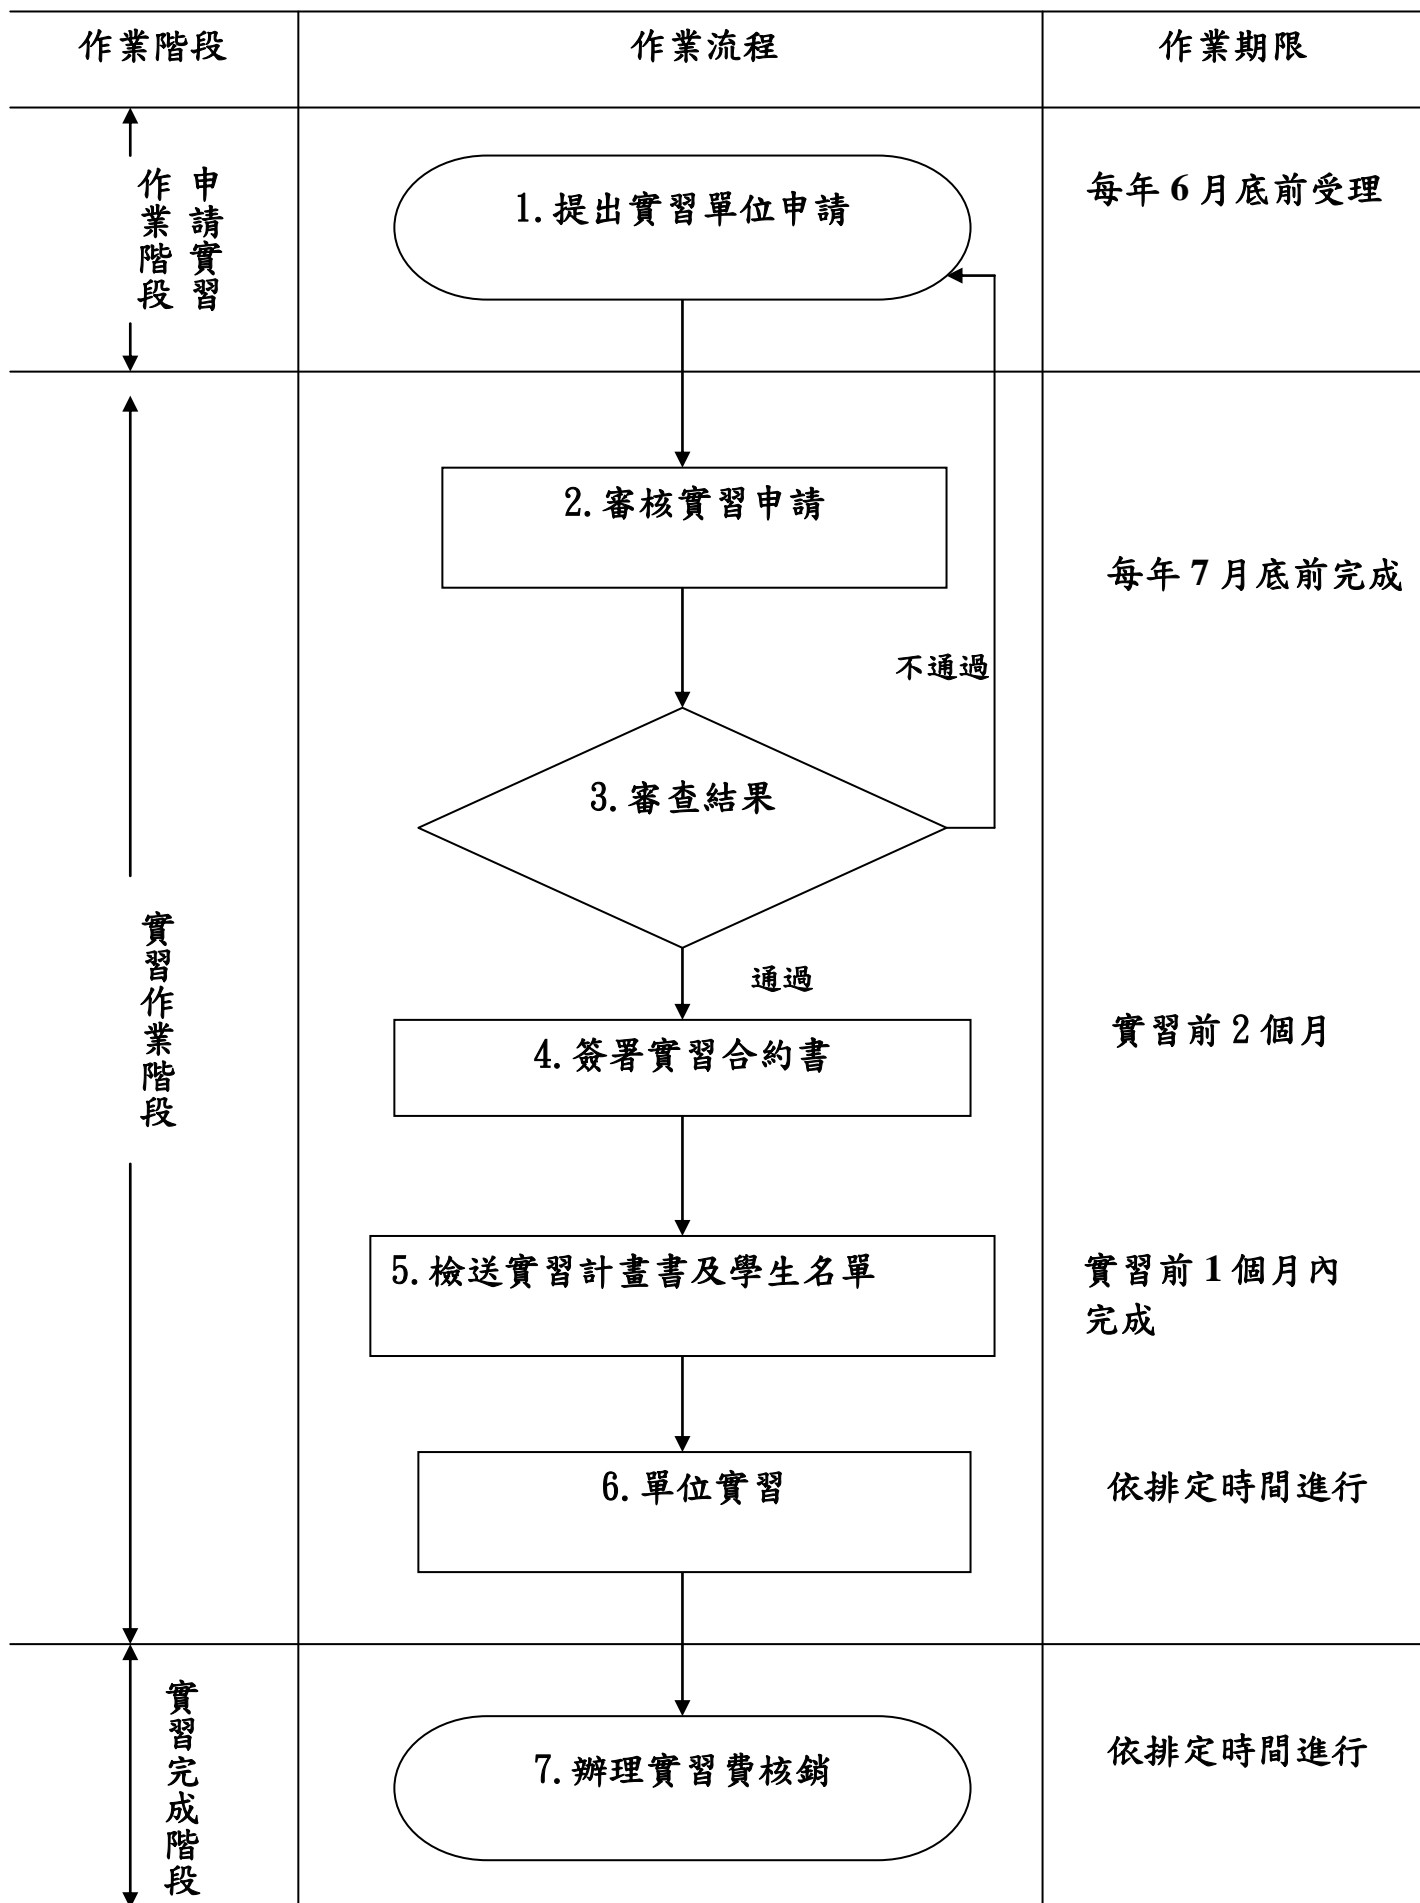 作業階段
作業流程
作業期限
申請實習
作業階段
1.提出實習單位申請
每年6月底前受理
實習作業階段
2.審核實習申請
每年7月底前完成
不通過
3.審查結果
通過
4.簽署實習合約書
實習前2個月
5.檢送實習計畫書及學生名單
實習前1個月內
完成
6.單位實習
依排定時間進行
實習完成階段
7.辦理實習費核銷
依排定時間進行